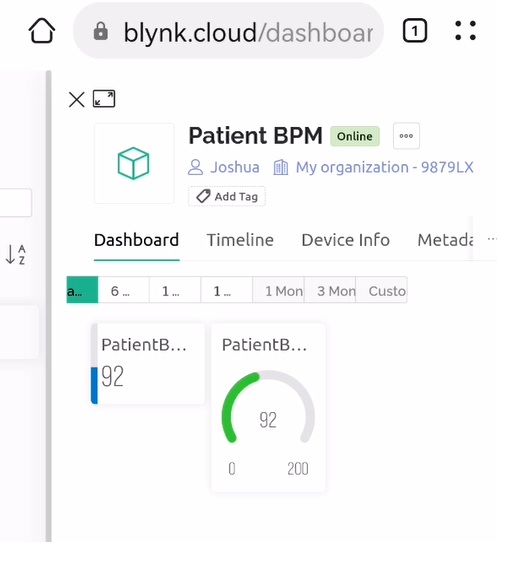 blynk.cloud/dashboar
1
Patient BPM Online
Joshua My organization - 9879LX
Add Tag
A
Z
Dashboard Timeline Device Info Metada ...
a... 6 ... 1 ... 1 ... 1 Mon 3 Mon Custo
PatientB... PatientB...
92
92
0 200